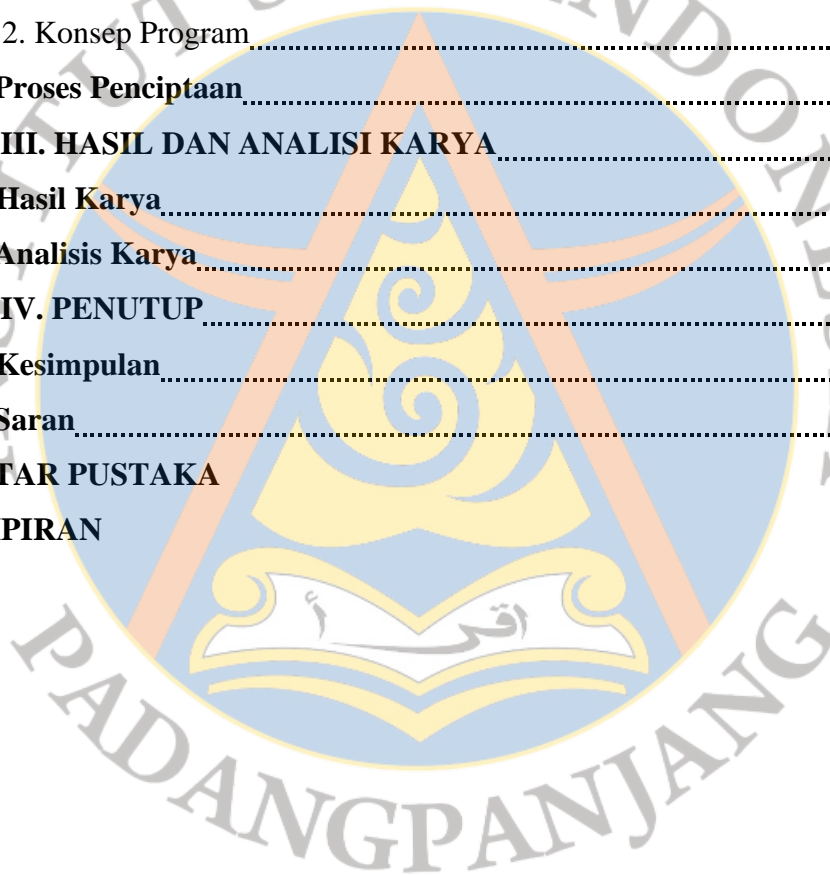 2. Konsep Program
Proses Penciptaan
III. HASIL DAN ANALISI KARYA
Hasil Karya
Analisis Karya
IV. PENUTUP
Kesimpulan
Saran
TAR PUSTAKA
PIRAN
اقرأ
PADANGPANJANG